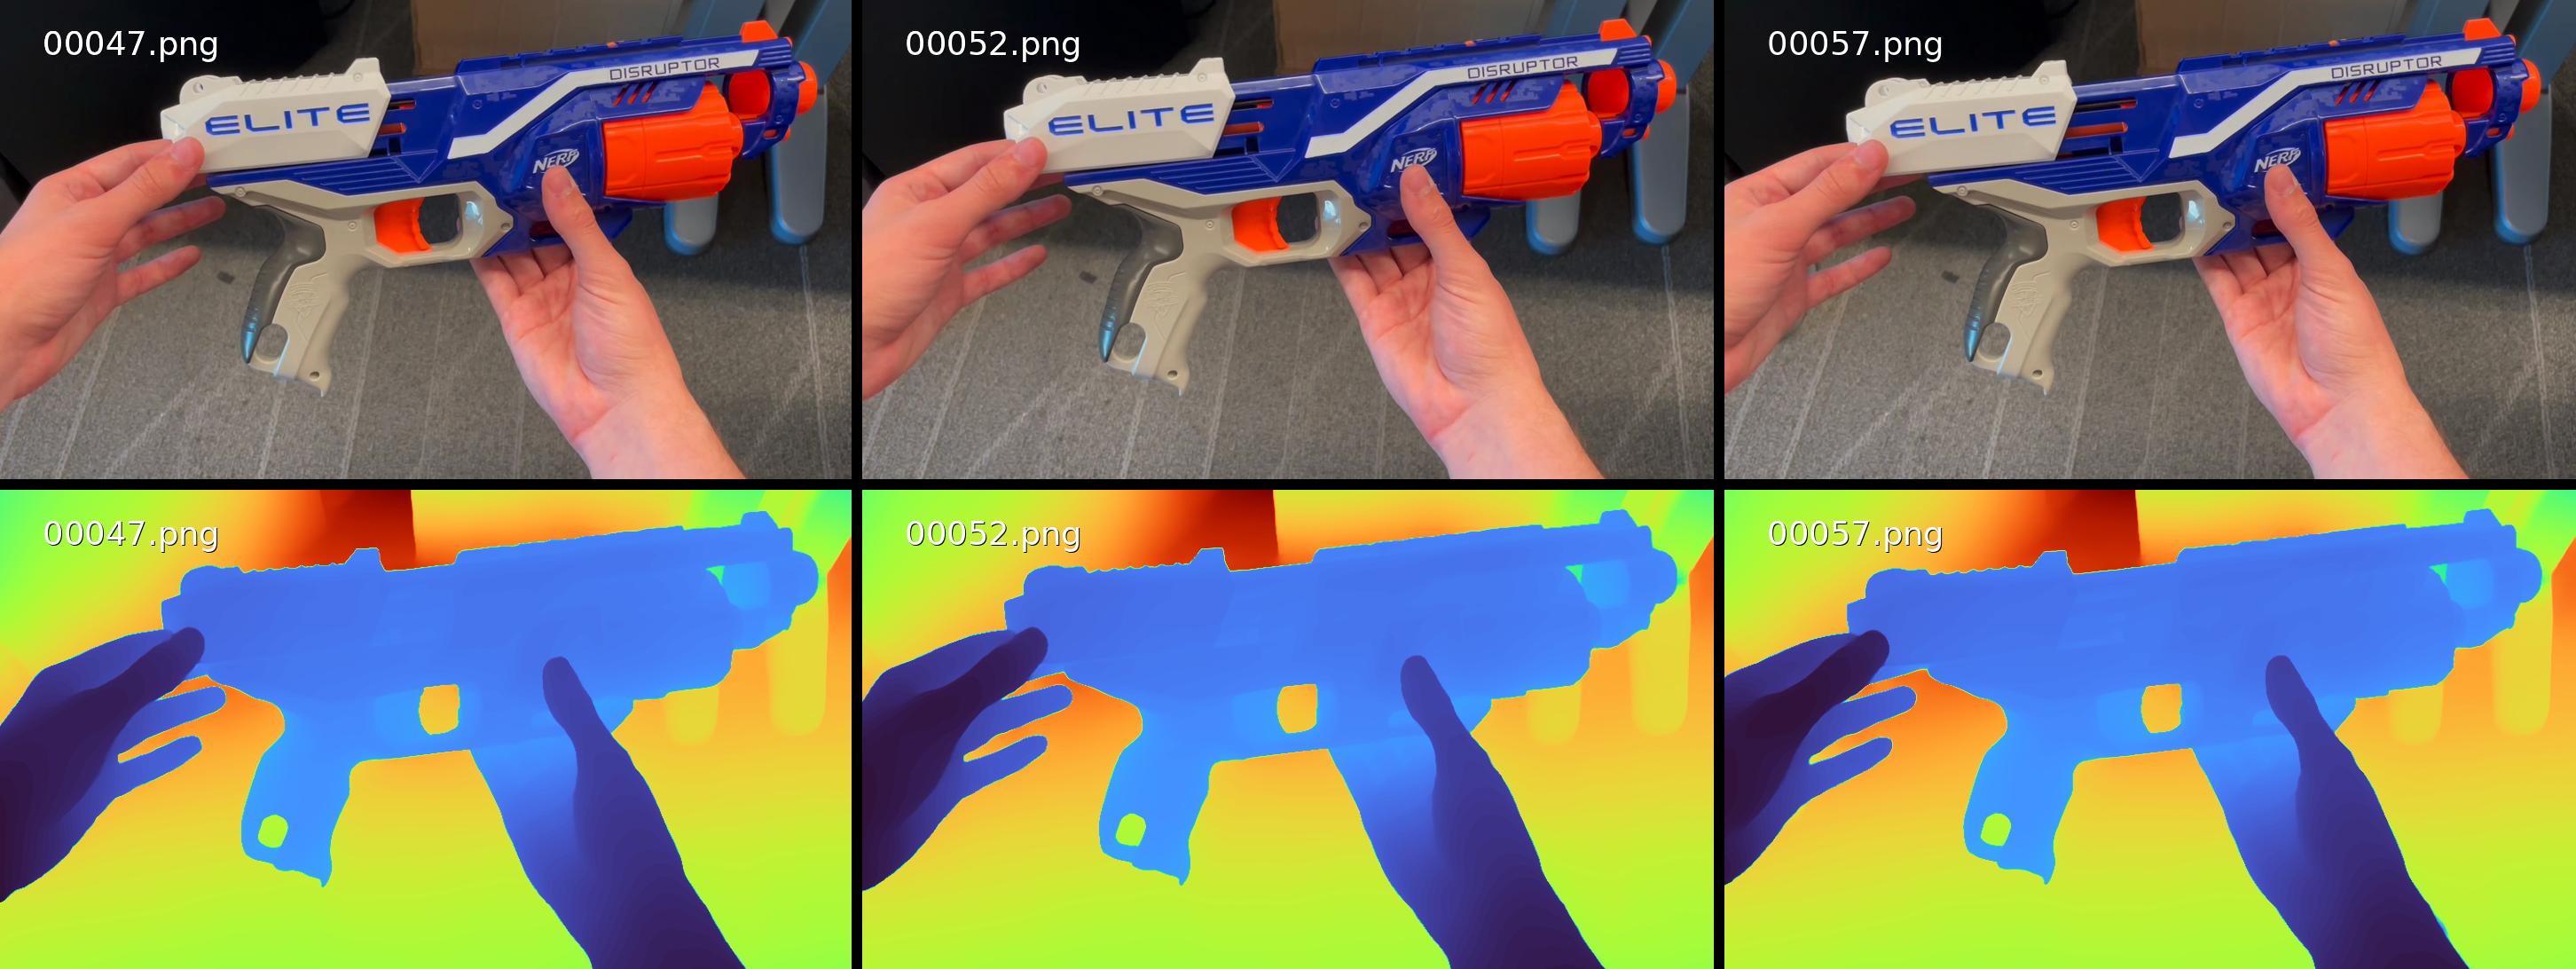 00047.png
DISRUPTOR
ELITE
NERF
00052.png
DISRUPTOR
ELITE
NERF
00057.png
DISRUPTOR
ELITE
NERF
00047.png
00052.png
00057.png